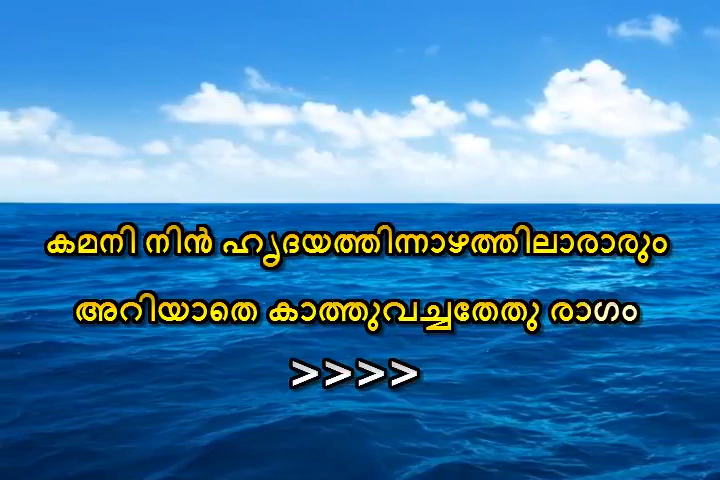 കമനി നിൻ ഹൃദയത്തിന്നാഴത്തിലാരാരും
അറിയാതെ കാത്തുവച്ചതേതു രാഗം
>>>>